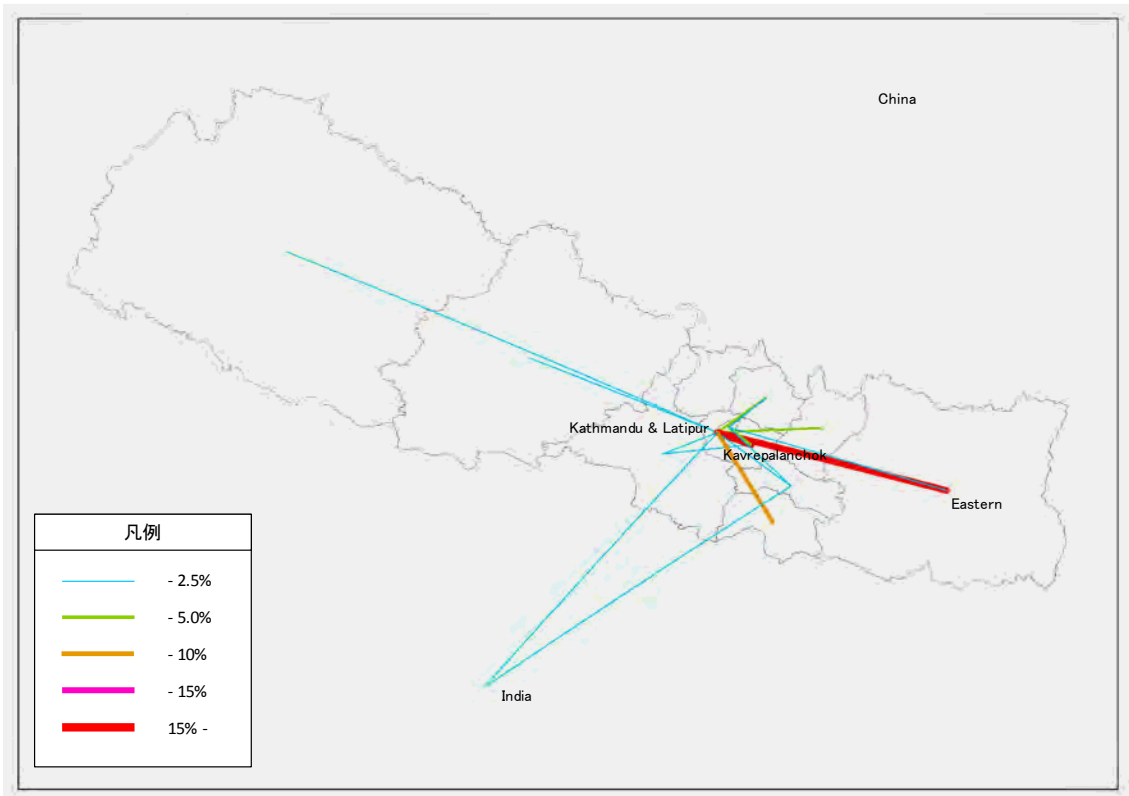 China
Kathmandu & Latipur
Kavrepalanchok
Eastern
India
凡例
- 2.5%
- 5.0%
- 10%
- 15%
15% -